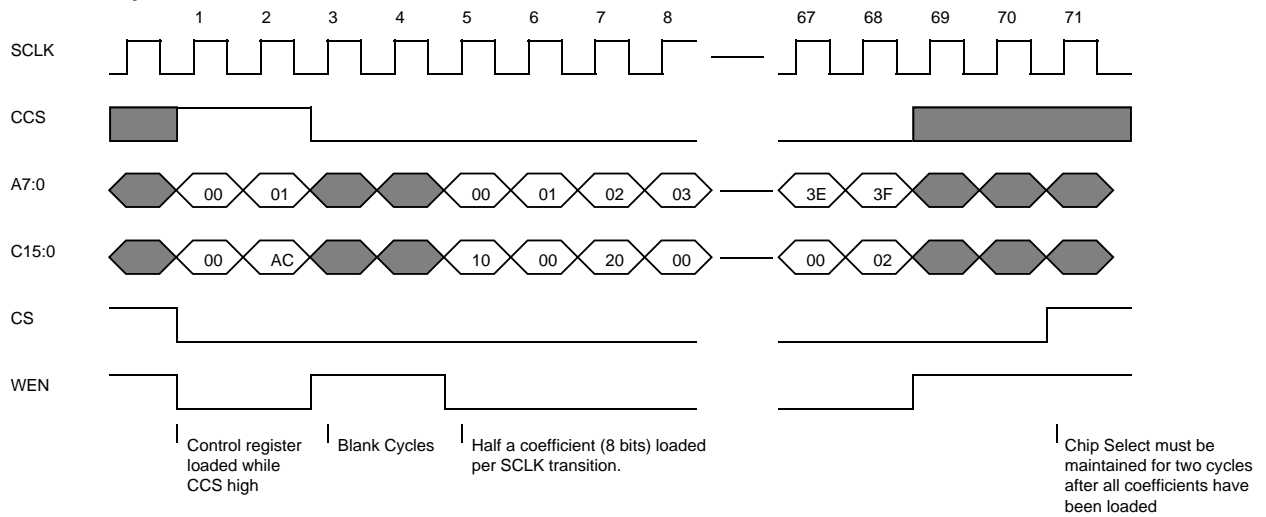 1 2 3 4 5 6 7 8 67 68 69 70 71
SCLK
CCS
A7:0 00 01 00 01 02 03 3E 3F
C15:0 00 AC 10 00 20 00 00 02
CS
WEN
Control register
loaded while
CCS high
Blank Cycles
Half a coefficient (8 bits) loaded
per SCLK transition.
Chip Select must be
maintained for two cycles
after all coefficients have
been loaded